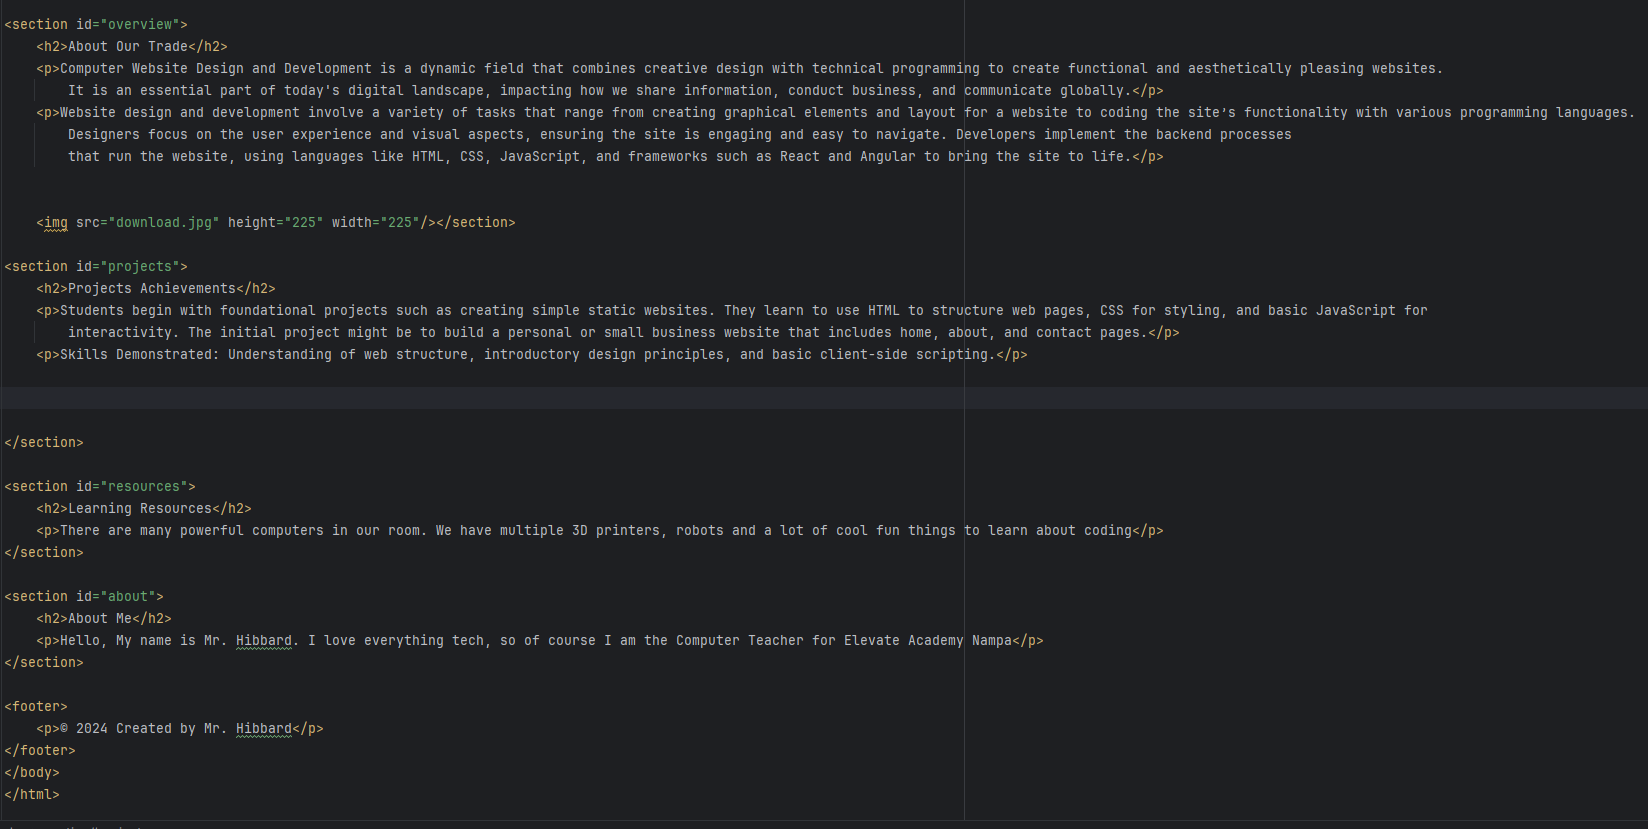 <section id="overview">
    <h2>About Our Trade</h2>
    <p>Computer Website Design and Development is a dynamic field that combines creative design with technical programming to create functional and aesthetically pleasing websites.
        It is an essential part of today's digital landscape, impacting how we share information, conduct business, and communicate globally.</p>
    <p>Website design and development involve a variety of tasks that range from creating graphical elements and layout for a website to coding the site’s functionality with various programming languages.
        Designers focus on the user experience and visual aspects, ensuring the site is engaging and easy to navigate. Developers implement the backend processes
        that run the website, using languages like HTML, CSS, JavaScript, and frameworks such as React and Angular to bring the site to life.</p>
    <img src="download.jpg" height="225" width="225"/></section>
<section id="projects">
    <h2>Projects Achievements</h2>
    <p>Students begin with foundational projects such as creating simple static websites. They learn to use HTML to structure web pages, CSS for styling, and basic JavaScript for
        interactivity. The initial project might be to build a personal or small business website that includes home, about, and contact pages.</p>
    <p>Skills Demonstrated: Understanding of web structure, introductory design principles, and basic client-side scripting.</p>
</section>
<section id="resources">
    <h2>Learning Resources</h2>
    <p>There are many powerful computers in our room. We have multiple 3D printers, robots and a lot of cool fun things to learn about coding</p>
</section>
<section id="about">
    <h2>About Me</h2>
    <p>Hello, My name is Mr. Hibbard. I love everything tech, so of course I am the Computer Teacher for Elevate Academy Nampa</p>
</section>
<footer>
    <p>© 2024 Created by Mr. Hibbard</p>
</footer>
</body>
</html>